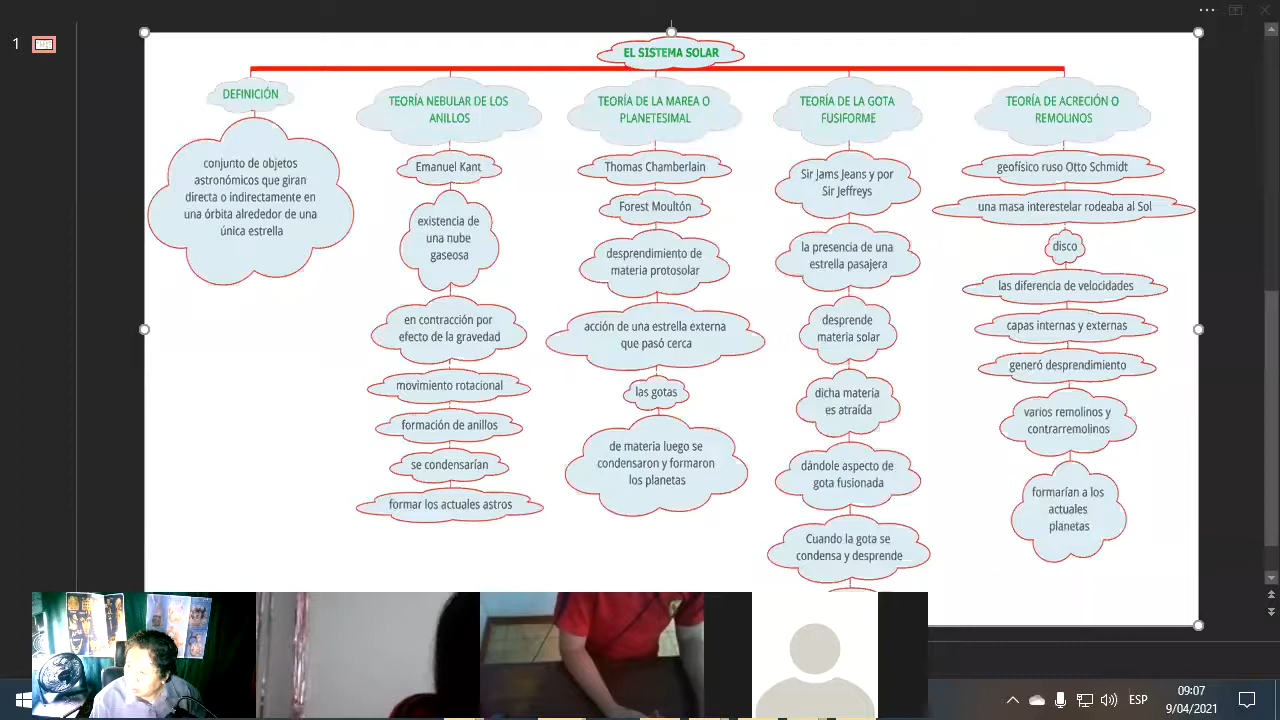 1
EL SISTEMA SOLAR
DEFINICIÓN
conjunto de objetos
astronómicos que giran
directa o indirectamente en
una órbita alrededor de una
única estrella
TEORÍA NEBULAR DE LOS
ANILLOS
Emanuel Kant
existencia de
una nube
gaseosa
en contracción por
efecto de la gravedad
movimiento rotacional
formación de anillos
se condensarían
formar los actuales astros
TEORÍA DE LA MAREA O
PLANETESIMAL
Thomas Chamberlain
Forest Moultón
desprendimiento de
materia protosolar
acción de una estrella externa
que pasó cerca
las gotas
de materia luego se
condensaron y formaron
los planetas
TEORÍA DE LA GOTA
FUSIFORME
Sir Jams Jeans y por
Sir Jeffreys
la presencia de una
estrella pasajera
desprende
materia solar
dicha materia
es atraída
dándole aspecto de
gota fusionada
Cuando la gota se
condensa y desprende
TEORÍA DE ACRECIÓN O
REMOLINOS
geofísico ruso Otto Schmidt
una masa interestelar rodeaba al Sol
disco
las diferencia de velocidades
capas internas y externas
generó desprendimiento
varios remolinos y
contrarremolinos
formarían a los
actuales
planetas
ESP
09:07
9/04/2021